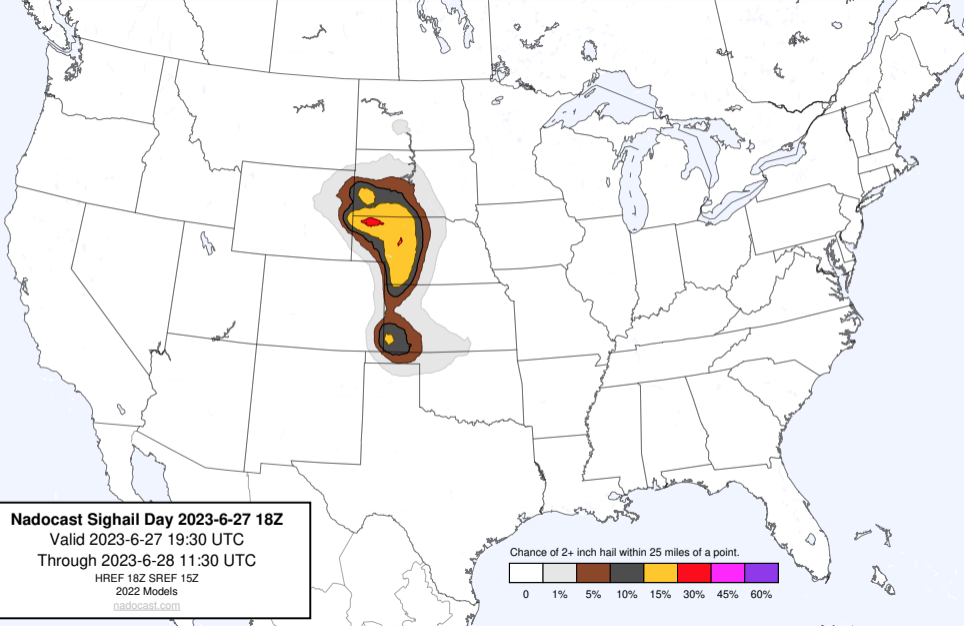 Nadocast Sighail Day 2023-6-27 18Z
Valid 2023-6-27 19:30 UTC
Through 2023-6-28 11:30 UTC
HREF 18Z SREF 15Z
2022 Models
nadocast.com
Chance of 2+ inch hail within 25 miles of a point.
0 1% 5% 10% 15% 30% 45% 60%